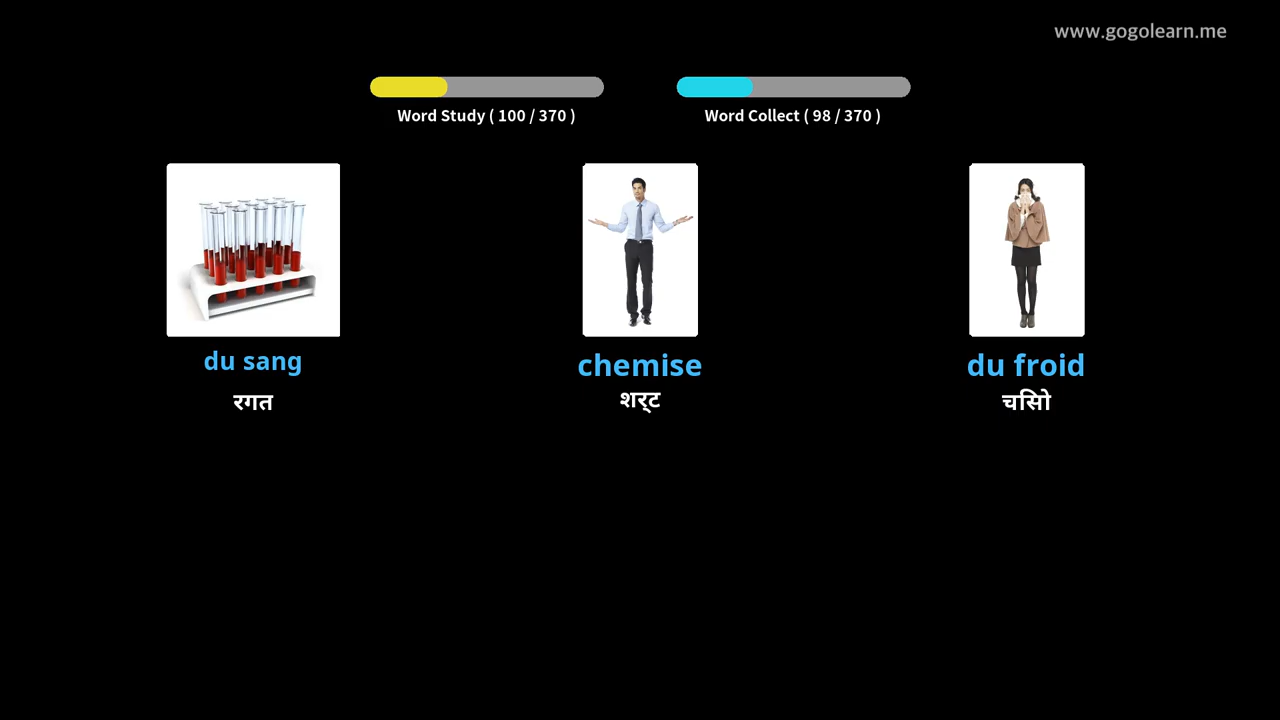 www.gogolearn.me
Word Study ( 100 / 370 )
Word Collect ( 98 / 370 )
du sang
रगत
chemise
शर्ट
du froid
चिसो